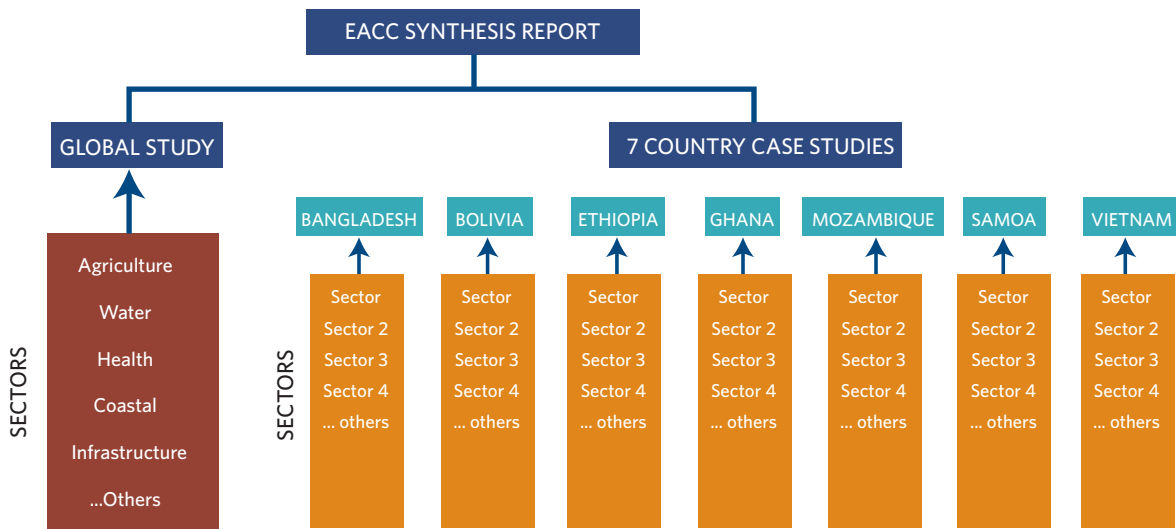 EACC SYNTHESIS REPORT
GLOBAL STUDY
7 COUNTRY CASE STUDIES
SECTORS
Agriculture
Water
Health
Coastal
Infrastructure
...Others
SECTORS
BANGLADESH
Sector
Sector 2
Sector 3
Sector 4
... others
BOLIVIA
Sector
Sector 2
Sector 3
Sector 4
... others
ETHIOPIA
Sector
Sector 2
Sector 3
Sector 4
... others
GHANA
Sector
Sector 2
Sector 3
Sector 4
... others
MOZAMBIQUE
Sector
Sector 2
Sector 3
Sector 4
... others
SAMOA
Sector
Sector 2
Sector 3
Sector 4
... others
VIETNAM
Sector
Sector 2
Sector 3
Sector 4
... others